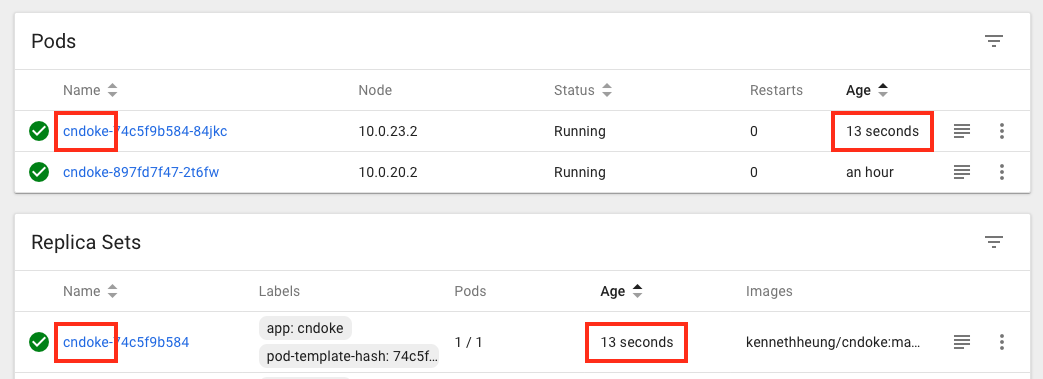 Pods
Name Node Status Restarts Age
cndoke-74c5f9b584-84jkc 10.0.23.2 Running 0 13 seconds
cndoke-897fd7f47-2t6fw 10.0.20.2 Running 0 an hour
Replica Sets
Name Labels Pods Age Images
app: cndoke
cndoke-74c5f9b584 1 / 1 13 seconds kennethheung/cndoke:ma...
pod-template-hash: 74c5f...